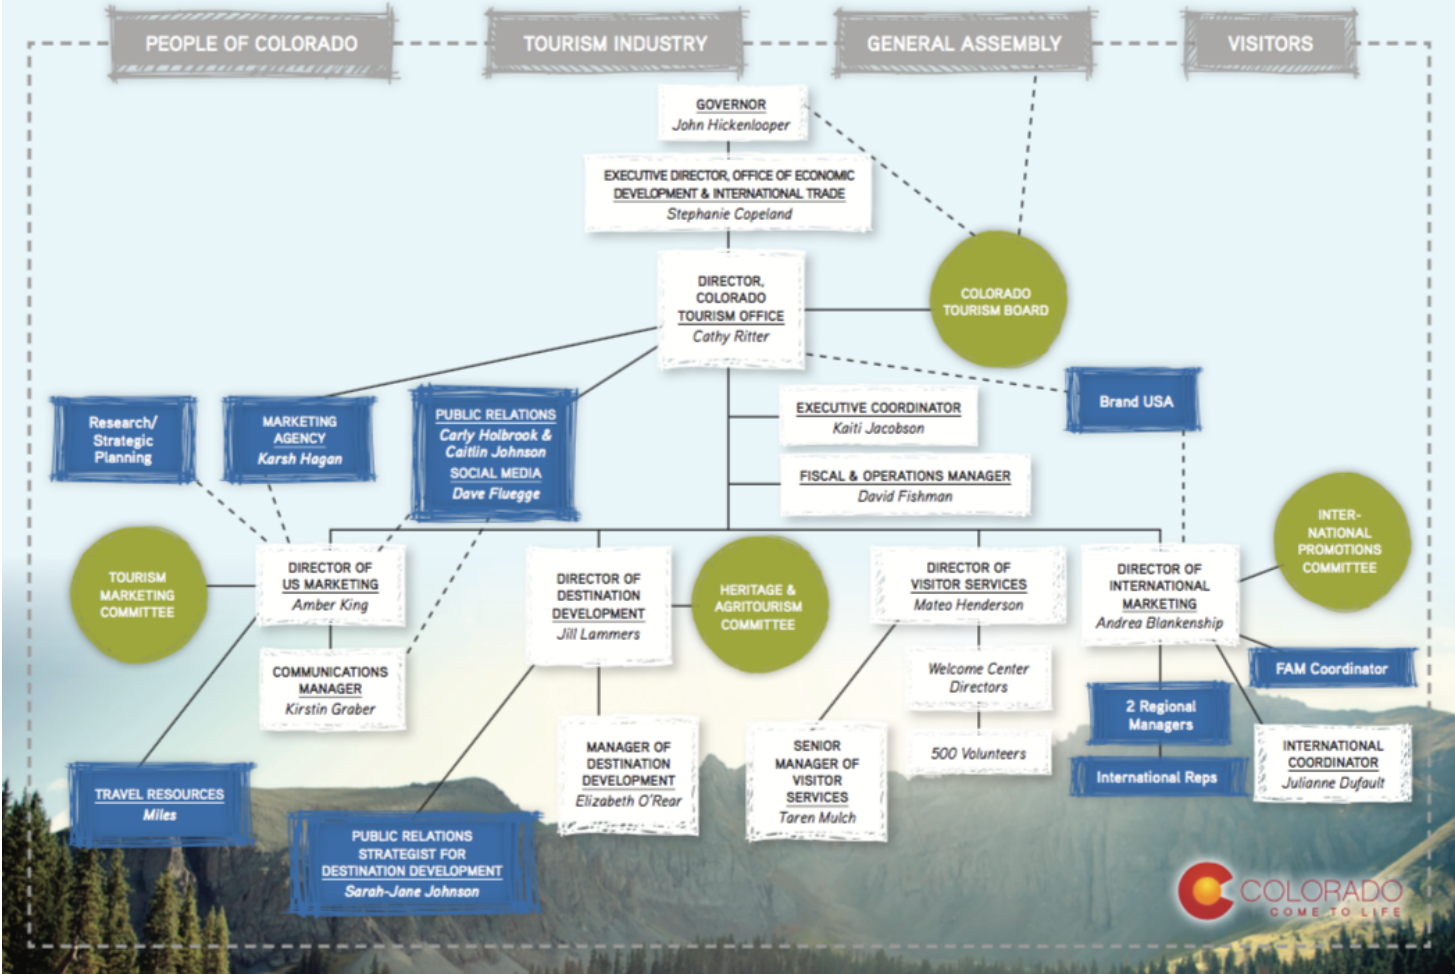 PEOPLE OF COLORADO
TOURISM INDUSTRY
GENERAL ASSEMBLY
VISITORS
GOVERNOR
John Hickenlooper
EXECUTIVE DIRECTOR, OFFICE OF ECONOMIC
DEVELOPMENT & INTERNATIONAL TRADE
Stephanie Copeland
DIRECTOR,
COLORADO
TOURISM OFFICE
Cathy Ritter
COLORADO
TOURISM BOARD
Research/
Strategic
Planning
MARKETING
AGENCY
Karsh Hagan
PUBLIC RELATIONS
Carly Holbrook &
Caitlin Johnson
SOCIAL MEDIA
Dave Fluegge
EXECUTIVE COORDINATOR
Kaiti Jacobson
FISCAL & OPERATIONS MANAGER
David Fishman
Brand USA
TOURISM
MARKETING
COMMITTEE
DIRECTOR OF
US MARKETING
Amber King
DIRECTOR OF
DESTINATION
DEVELOPMENT
Jill Lammers
HERITAGE &
AGRITOURISM
COMMITTEE
DIRECTOR OF
VISITOR SERVICES
Mateo Henderson
DIRECTOR OF
INTERNATIONAL
MARKETING
Andrea Blankenship
INTER-
NATIONAL
PROMOTIONS
COMMITTEE
COMMUNICATIONS
MANAGER
Kirstin Graber
Welcome Center
Directors
500 Volunteers
FAM Coordinator
2 Regional
Managers
International Reps
INTERNATIONAL
COORDINATOR
Julianne Dufault
TRAVEL RESOURCES
Miles
PUBLIC RELATIONS
STRATEGIST FOR
DESTINATION DEVELOPMENT
Sarah-Jane Johnson
MANAGER OF
DESTINATION
DEVELOPMENT
Elizabeth O'Rear
SENIOR
MANAGER OF
VISITOR
SERVICES
Taren Mulch
COLORADO
COME TO LIFE